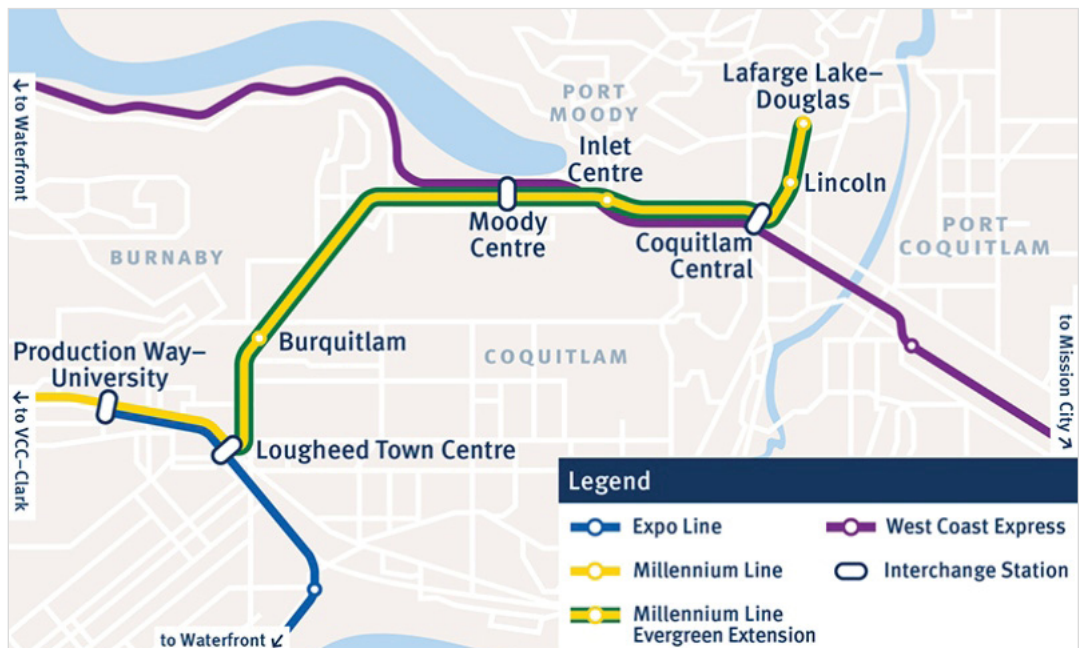 Lafarge Lake–
Douglas
PORT
MOODY
↓ to Waterfront
Inlet
Centre
Lincoln
Moody
Centre
Coquitlam
Central
PORT
COQUITLAM
BURNABY
Burquitlam
COQUITLAM
Production Way–
University
to Mission City ↗
↓ to VCC–Clark
Lougheed Town Centre
to Waterfront ↙
Legend
Expo Line
Millennium Line
Millennium Line
Evergreen Extension
West Coast Express
Interchange Station